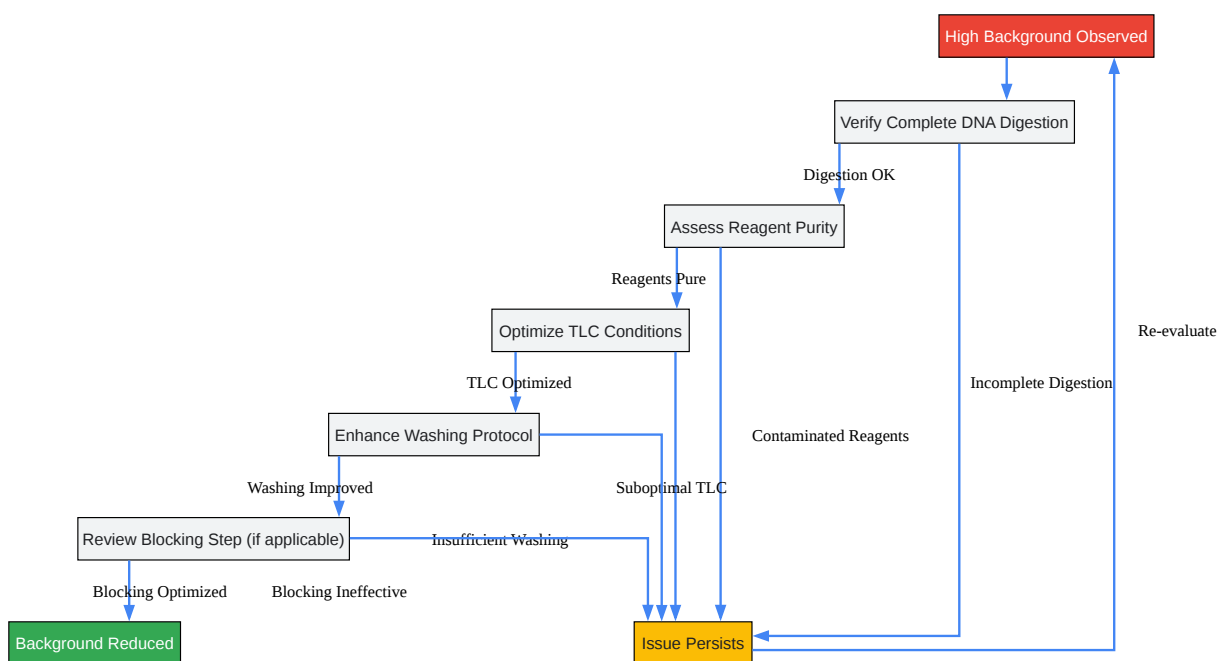 High Background Observed
Verify Complete DNA Digestion
Digestion OK
Assess Reagent Purity
Reagents Pure
Optimize TLC Conditions
Re-evaluate
TLC Optimized
Incomplete Digestion
Enhance Washing Protocol
Contaminated Reagents
Washing Improved
Suboptimal TLC
Review Blocking Step (if applicable)
Insufficient Washing
Blocking Optimized
Blocking Ineffective
Background Reduced
Issue Persists